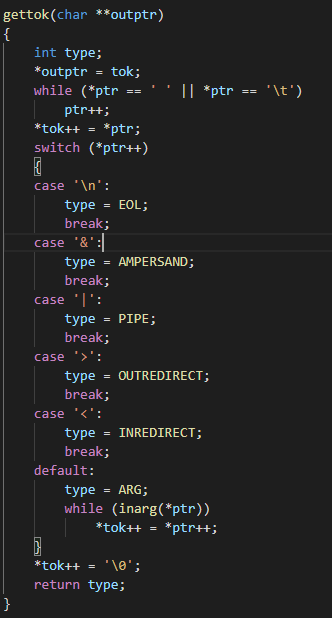 gettok(char **outptr)
{
    int type;
    *outptr = tok;
    while (*ptr == ' ' || *ptr == '\t')
        ptr++;
    *tok++ = *ptr;
    switch (*ptr++)
    {
    case '\n':
        type = EOL;
        break;
    case '&':
        type = AMPERSAND;
        break;
    case '|':
        type = PIPE;
        break;
    case '>':
        type = OUTREDIRECT;
        break;
    case '<':
        type = INREDIRECT;
        break;
    default:
        type = ARG;
        while (inarg(*ptr))
            *tok++ = *ptr++;
    }
    *tok++ = '\0';
    return type;
}